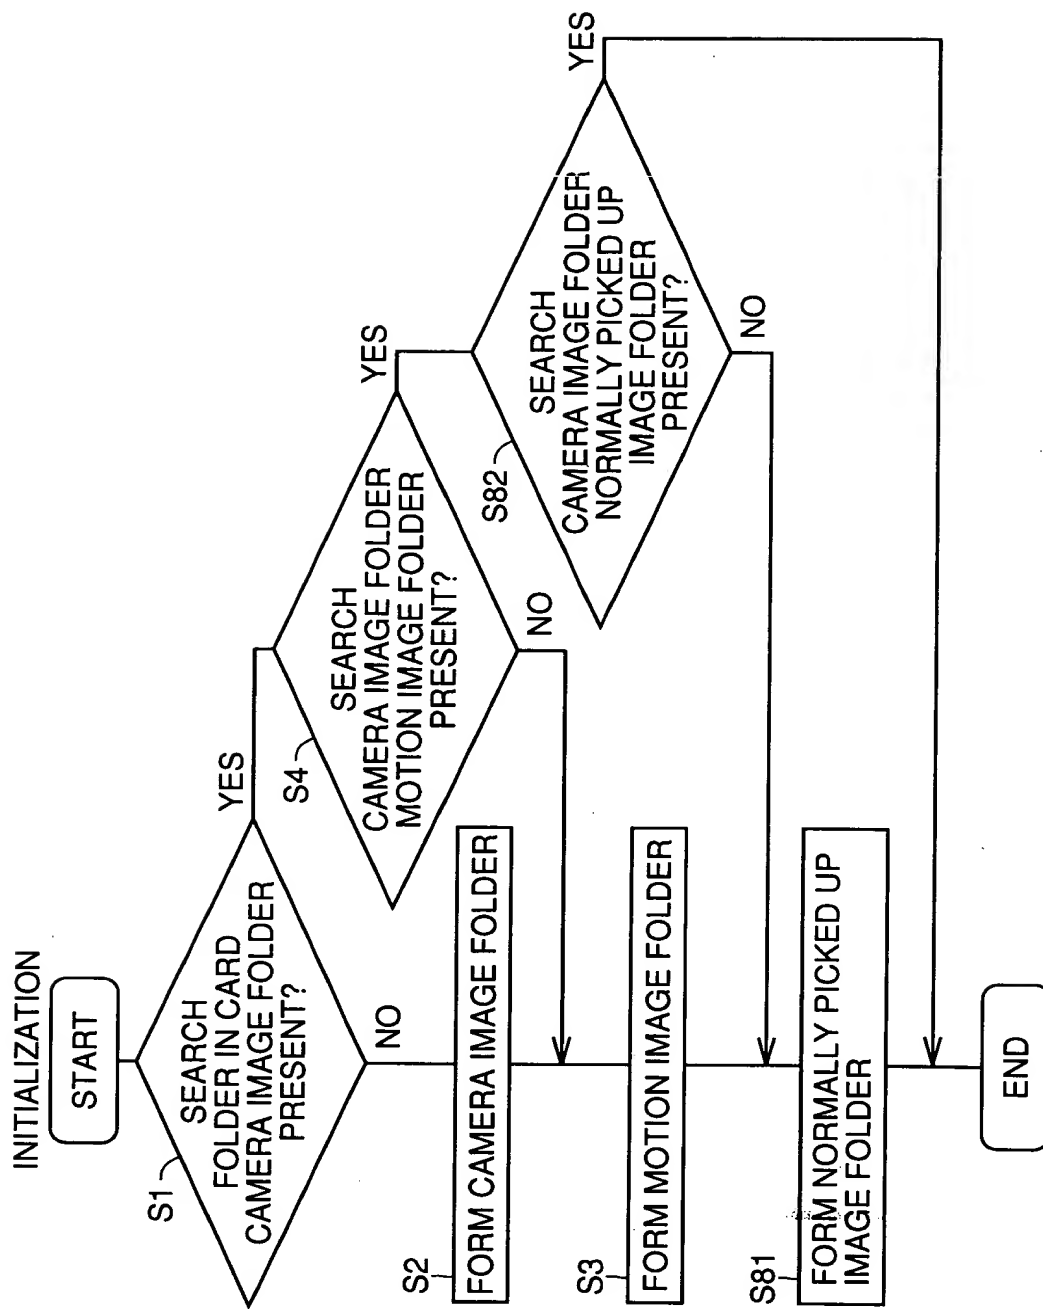 INITIALIZATION
START
S1
SEARCH
FOLDER IN CARD
CAMERA IMAGE FOLDER
PRESENT?
YES
NO
S4
SEARCH
CAMERA IMAGE FOLDER
MOTION IMAGE FOLDER
PRESENT?
YES
NO
S82
SEARCH
CAMERA IMAGE FOLDER
NORMALLY PICKED UP
IMAGE FOLDER
PRESENT?
YES
NO
S2
FORM CAMERA IMAGE FOLDER
S3
FORM MOTION IMAGE FOLDER
S81
FORM NORMALLY PICKED UP
IMAGE FOLDER
END